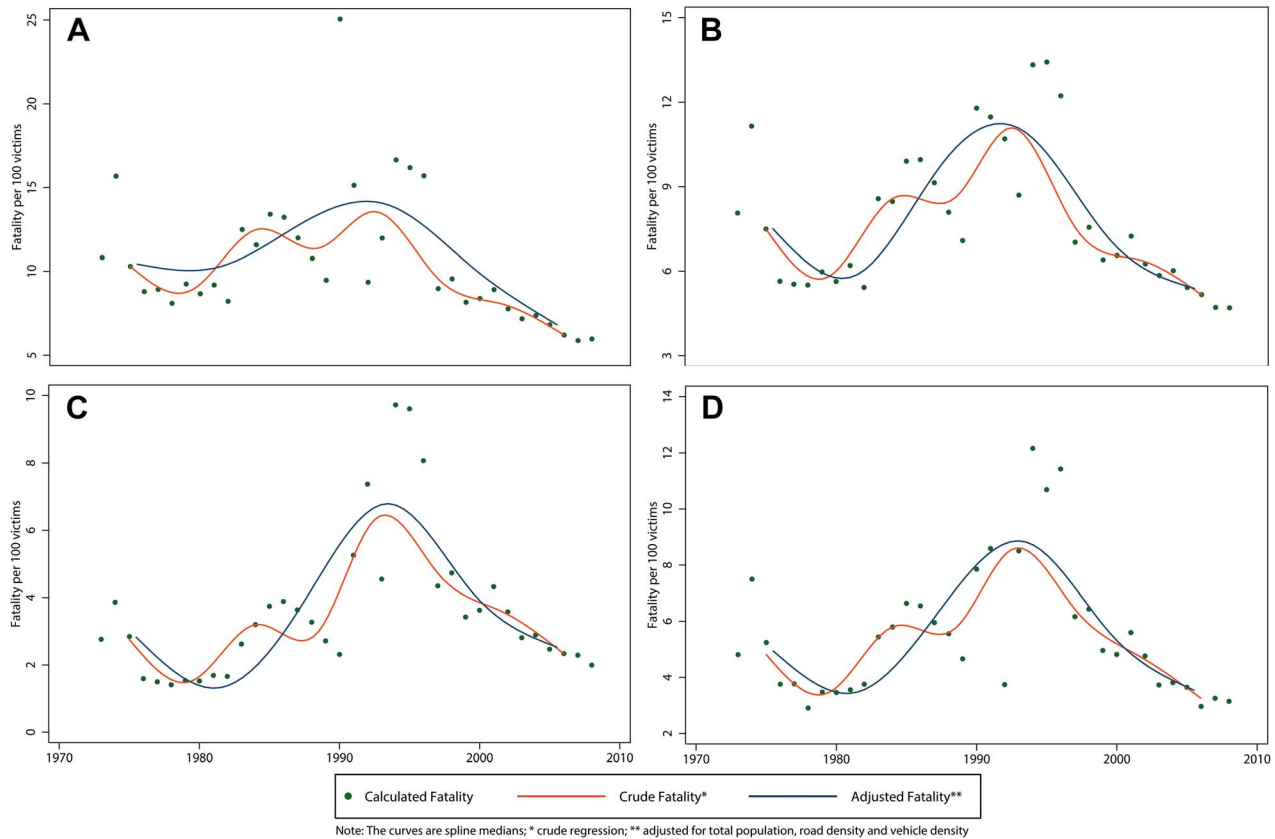 A
25
20
15
10
5
Fatality per 100 victims
B
15
12
9
6
3
Fatality per 100 victims
C
10
8
6
4
2
0
Fatality per 100 victims
1970 1980 1990 2000 2010
D
14
12
10
8
6
4
2
Fatality per 100 victims
1970 1980 1990 2000 2010
Calculated Fatality Crude Fatality* Adjusted Fatality**
Note: The curves are spline medians; * crude regression; ** adjusted for total population, road density and vehicle density